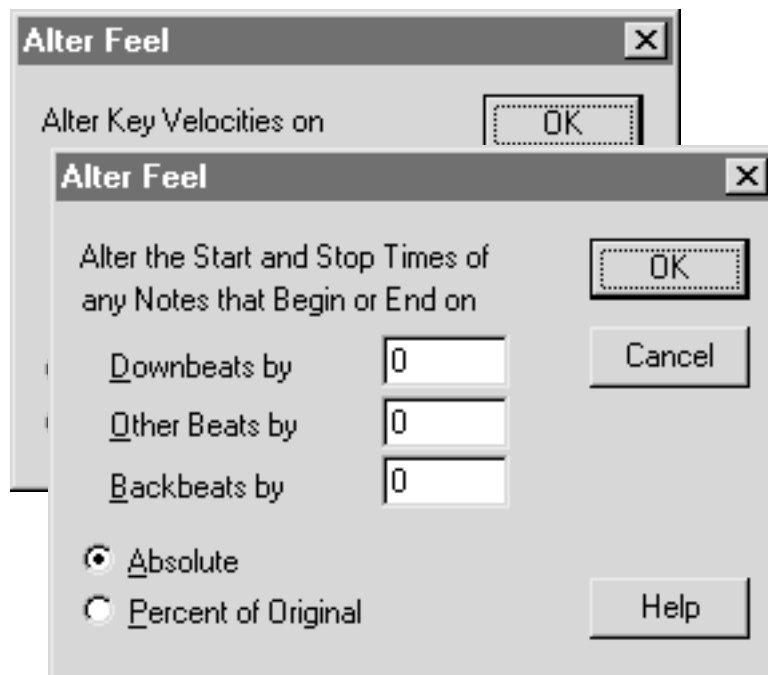 Alter Feel
Alter Key Velocities on
OK
Alter Feel
Alter the Start and Stop Times of
any Notes that Begin or End on
OK
Cancel
Downbeats by 0
Other Beats by 0
Backbeats by 0
Absolute
Percent of Original
Help